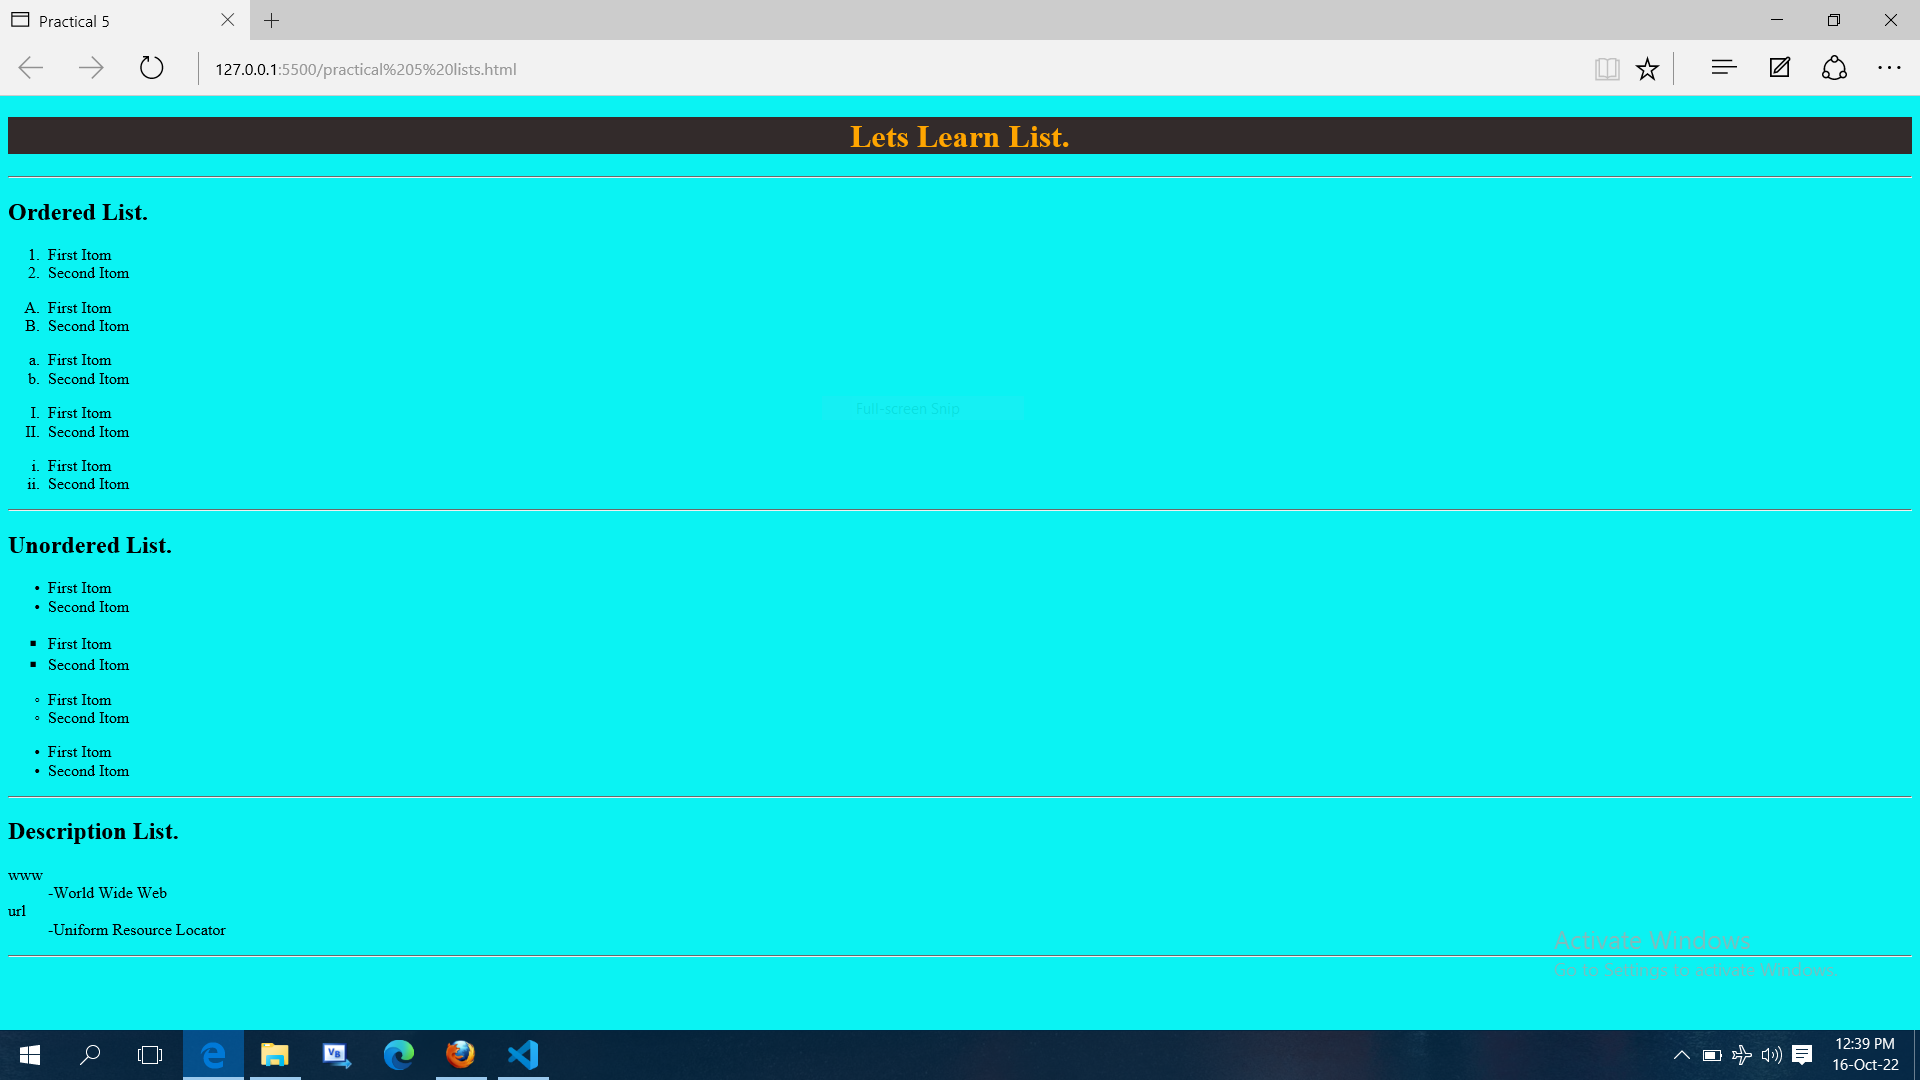 Practical 5
127.0.0.1:5500/practical%205%20lists.html
Lets Learn List.
Ordered List.
1. First Itom
2. Second Itom
A. First Itom
B. Second Itom
a. First Itom
b. Second Itom
I. First Itom
II. Second Itom
i. First Itom
ii. Second Itom
Full-screen Snip
Unordered List.
• First Itom
• Second Itom
▪ First Itom
▪ Second Itom
◦ First Itom
◦ Second Itom
• First Itom
• Second Itom
Description List.
www
-World Wide Web
url
-Uniform Resource Locator
Activate Windows
Go to Settings to activate Windows.
VB
12:39 PM
16-Oct-22